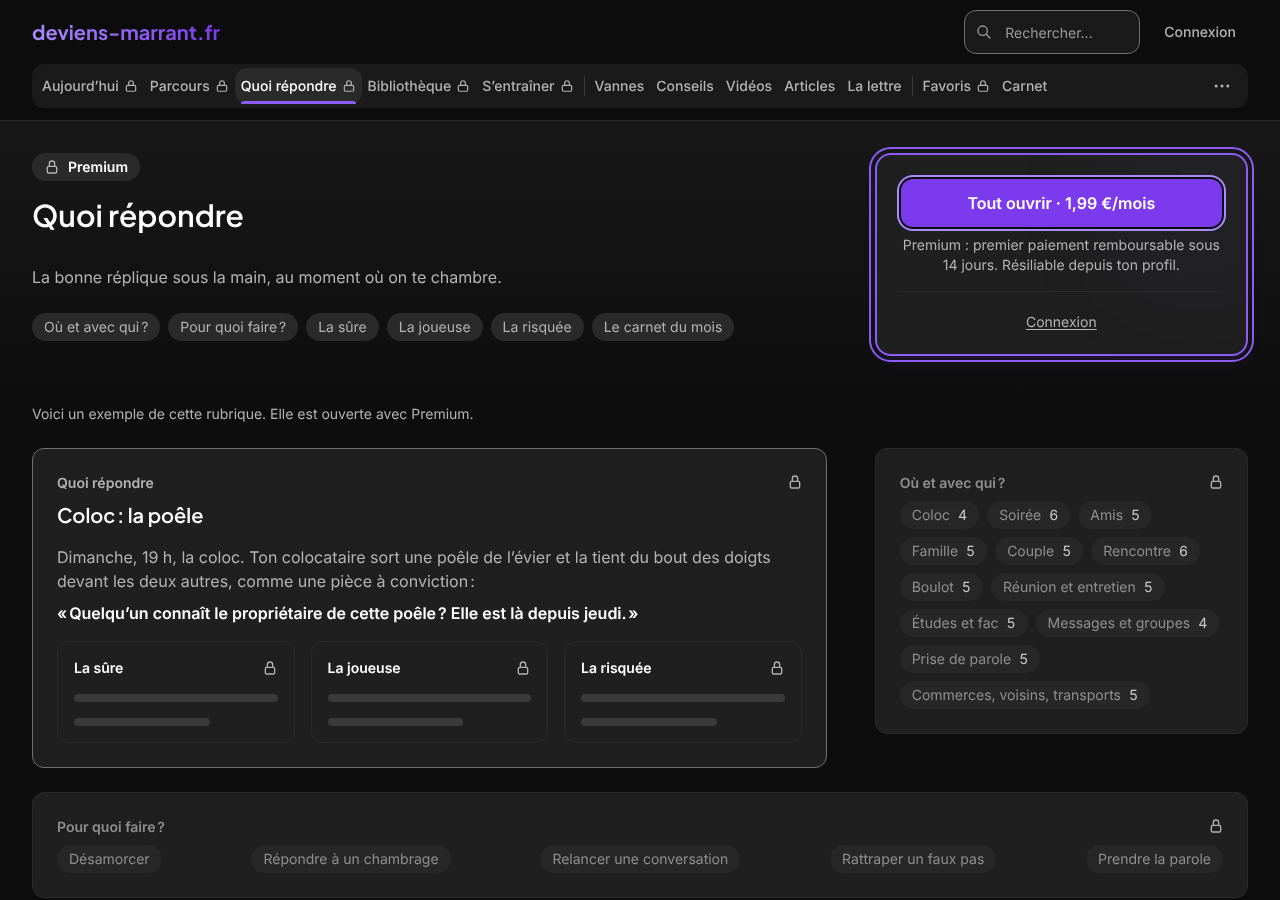 deviens-marrant.fr
Rechercher...
Connexion
Aujourd’hui Parcours Quoi répondre Bibliothèque S’entraîner Vannes Conseils Vidéos Articles La lettre Favoris Carnet
Premium
Quoi répondre
La bonne réplique sous la main, au moment où on te chambre.
Où et avec qui ? Pour quoi faire ? La sûre La joueuse La risquée Le carnet du mois
Tout ouvrir · 1,99 €/mois
Premium : premier paiement remboursable sous
14 jours. Résiliable depuis ton profil.
Connexion
Voici un exemple de cette rubrique. Elle est ouverte avec Premium.
Quoi répondre
Coloc : la poêle
Dimanche, 19 h, la coloc. Ton colocataire sort une poêle de l’évier et la tient du bout des doigts
devant les deux autres, comme une pièce à conviction :
« Quelqu’un connaît le propriétaire de cette poêle ? Elle est là depuis jeudi. »
La sûre
La joueuse
La risquée
Où et avec qui ?
Coloc 4 Soirée 6 Amis 5
Famille 5 Couple 5 Rencontre 6
Boulot 5 Réunion et entretien 5
Études et fac 5 Messages et groupes 4
Prise de parole 5
Commerces, voisins, transports 5
Pour quoi faire ?
Désamorcer Répondre à un chambrage Relancer une conversation Rattraper un faux pas Prendre la parole